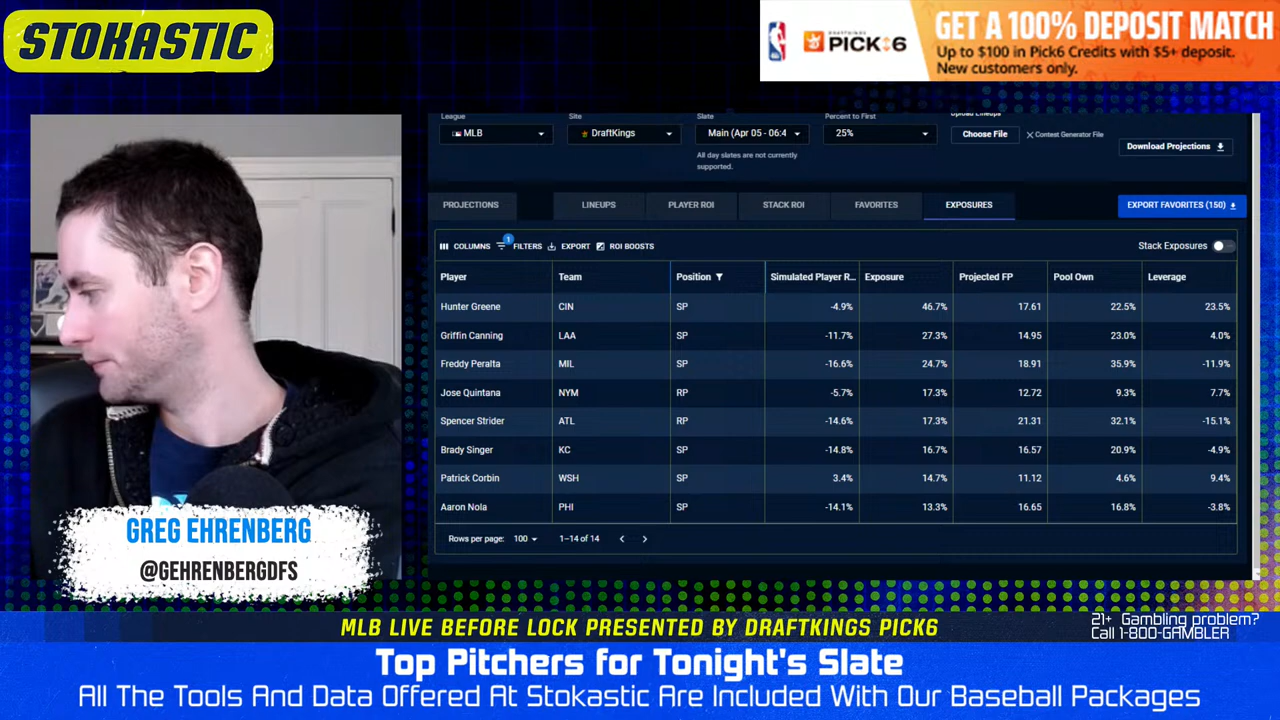 STOKASTIC
DRAFTKINGS
PICK6
GET A 100% DEPOSIT MATCH
Up to $100 in Pick6 Credits with $5+ deposit.
New customers only.
League
Site
Slate
Percent to First
Upload Lineups
MLB
DraftKings
Main (Apr 05 - 06:4
25%
Choose File
Contest Generator File
Download Projections
All day slates are not currently
supported.
PROJECTIONS
LINEUPS
PLAYER ROI
STACK ROI
FAVORITES
EXPOSURES
EXPORT FAVORITES (150)
COLUMNS
1
FILTERS
EXPORT
ROI BOOSTS
Stack Exposures
Player Team Position Simulated Player R... Exposure Projected FP Pool Own Leverage
Hunter Greene CIN SP -4.9% 46.7% 17.61 22.5% 23.5%
Griffin Canning LAA SP -11.7% 27.3% 14.95 23.0% 4.0%
Freddy Peralta MIL SP -16.6% 24.7% 18.91 35.9% -11.9%
Jose Quintana NYM RP -5.7% 17.3% 12.72 9.3% 7.7%
Spencer Strider ATL RP -14.6% 17.3% 21.31 32.1% -15.1%
Brady Singer KC SP -14.8% 16.7% 16.57 20.9% -4.9%
Patrick Corbin WSH SP 3.4% 14.7% 11.12 4.6% 9.4%
Aaron Nola PHI SP -14.1% 13.3% 16.65 16.8% -3.8%
Rows per page: 100 1–14 of 14
GREG EHRENBERG
@GEHRENBERGDFS
MLB LIVE BEFORE LOCK PRESENTED BY DRAFTKINGS PICK6
21+ Gambling problem?
Call 1-800-GAMBLER
Top Pitchers for Tonight's Slate
All The Tools And Data Offered At Stokastic Are Included With Our Baseball Packages